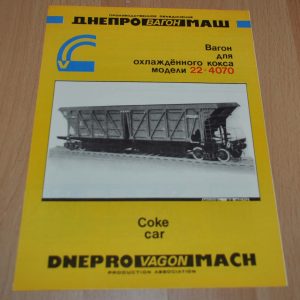 ПРОИЗВОДСТВЕННОЕ ОБЪЕДИНЕНИЕ
ДНЕПРОВАГОНМАШ
Вагон
для
охлаждённого кокса
модели 22-4070
Coke
car
DNEPROVAGONMACH
PRODUCTION ASSOCIATION